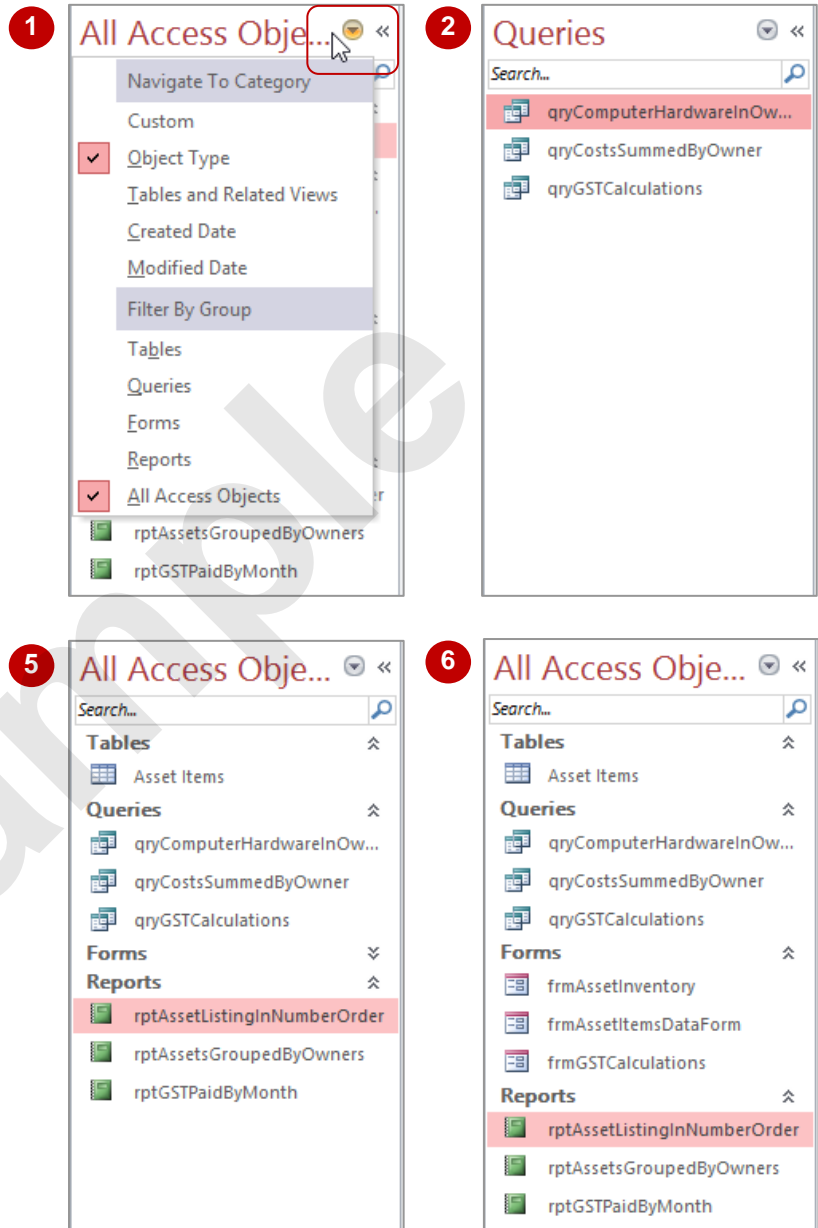 1
All Access Obje...
Navigate To Category
Custom
Object Type
Tables and Related Views
Created Date
Modified Date
Filter By Group
Tables
Queries
Forms
Reports
All Access Objects
rptAssetsGroupedByOwners
rptGSTPaidByMonth
2
Queries
Search...
qryComputerHardwareInOw...
qryCostsSummedByOwner
qryGSTCalculations
5
All Access Obje...
Search...
Tables
Asset Items
Queries
qryComputerHardwareInOw...
qryCostsSummedByOwner
qryGSTCalculations
Forms
Reports
rptAssetListingInNumberOrder
rptAssetsGroupedByOwners
rptGSTPaidByMonth
6
All Access Obje...
Search...
Tables
Asset Items
Queries
qryComputerHardwareInOw...
qryCostsSummedByOwner
qryGSTCalculations
Forms
frmAssetInventory
frmAssetItemsDataForm
frmGSTCalculations
Reports
rptAssetListingInNumberOrder
rptAssetsGroupedByOwners
rptGSTPaidByMonth